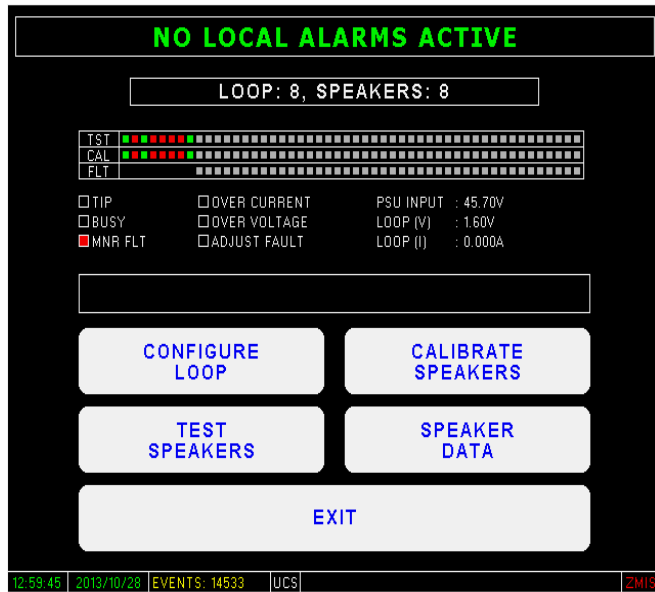 NO LOCAL ALARMS ACTIVE
LOOP: 8, SPEAKERS: 8
TST
CAL
FLT
TIP OVER CURRENT PSU INPUT : 45.70V
BUSY OVER VOLTAGE LOOP (V) : 1.60V
MNR FLT ADJUST FAULT LOOP (I) : 0.000A
CONFIGURE LOOP
CALIBRATE SPEAKERS
TEST SPEAKERS
SPEAKER DATA
EXIT
12:59:45 2013/10/28 EVENTS: 14533 UCS ZMIS